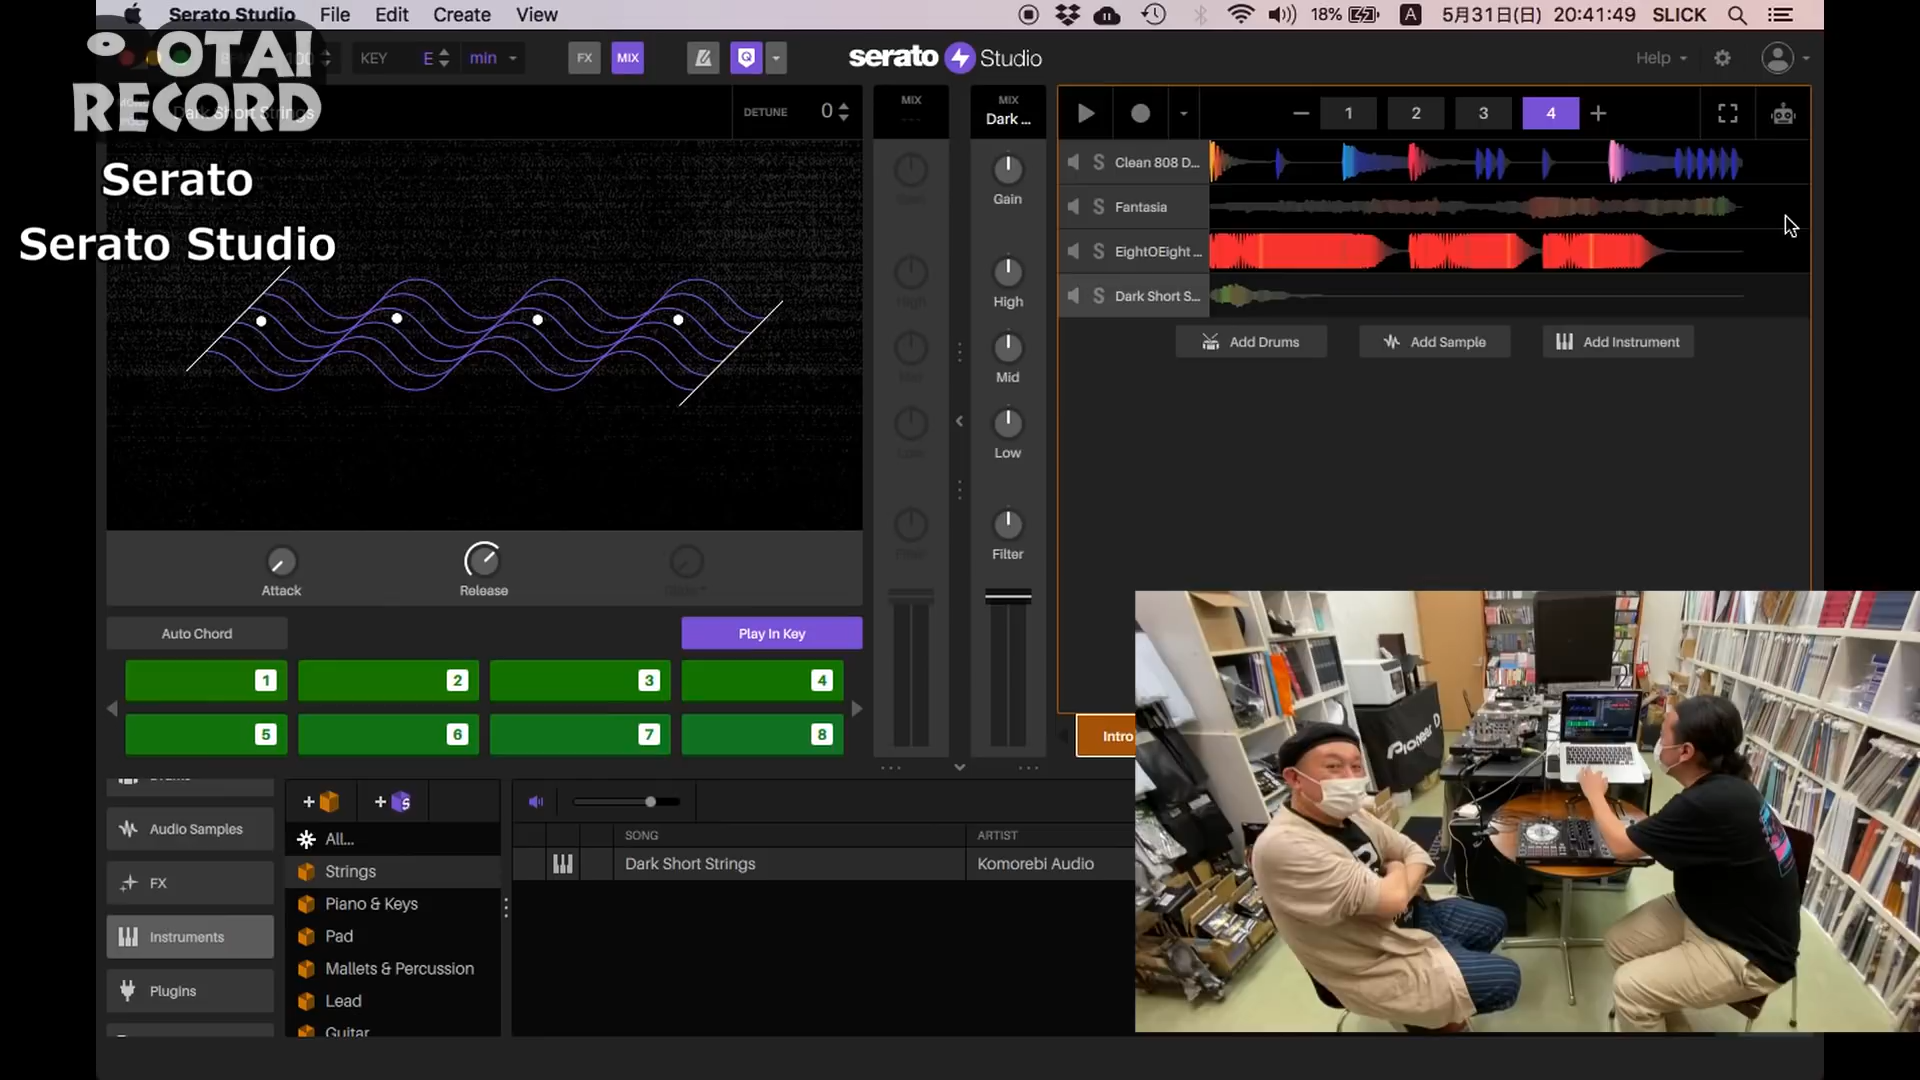 Serato Studio File Edit Create View
18% A 5月31日(日) 20:41:49 SLICK
OTAI
RECORD
KEY E min FX MIX
serato Studio
Help
Serato
Serato Studio
DETUNE 0
MIX
MIX
Dark ...
1 2 3 4
S Clean 808 D...
S Fantasia
S EightOEight ...
S Dark Short S...
Add Drums Add Sample Add Instrument
Gain
High
Mid
Low
Filter
Attack Release
Auto Chord Play In Key
1 2 3 4
5 6 7 8
Intro
Audio Samples
FX
Instruments
Plugins
All...
Strings
Piano & Keys
Pad
Mallets & Percussion
Lead
Guitar
SONG ARTIST
Dark Short Strings Komorebi Audio
Pioneer D